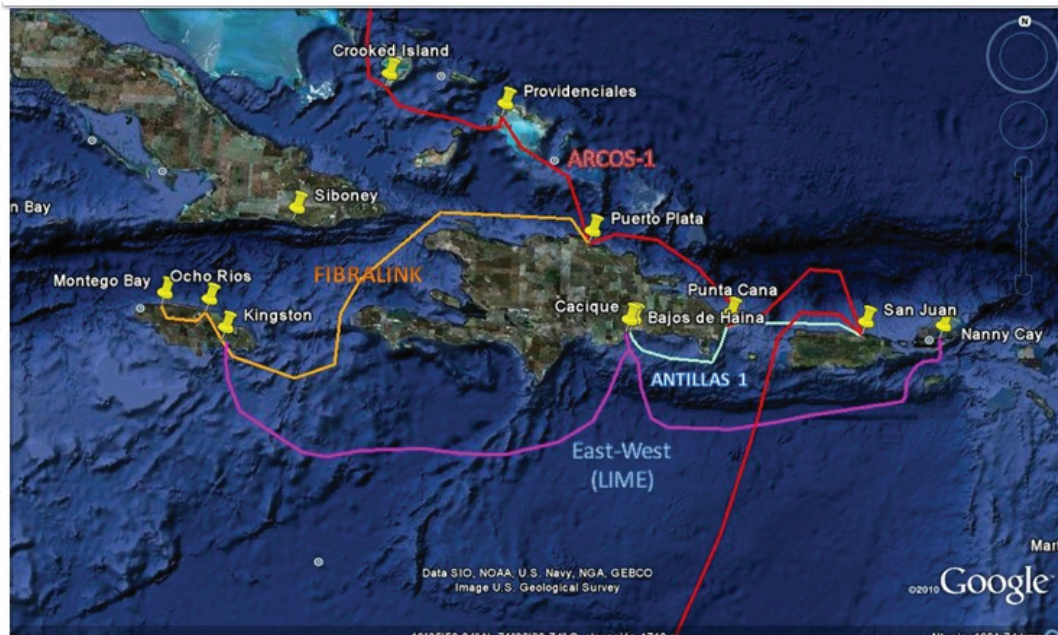 N
Crooked Island
Providenciales
ARCOS-1
Siboney
n Bay
Puerto Plata
FIBRALINK
Montego Bay
Ocho Rios
Kingston
Cacique
Punta Cana
Bajos de Haina
San Juan
Nanny Cay
ANTILLAS 1
East-West
(LIME)
Mar
Data SIO, NOAA, U.S. Navy, NGA, GEBCO
Image U.S. Geological Survey
©2010 Google